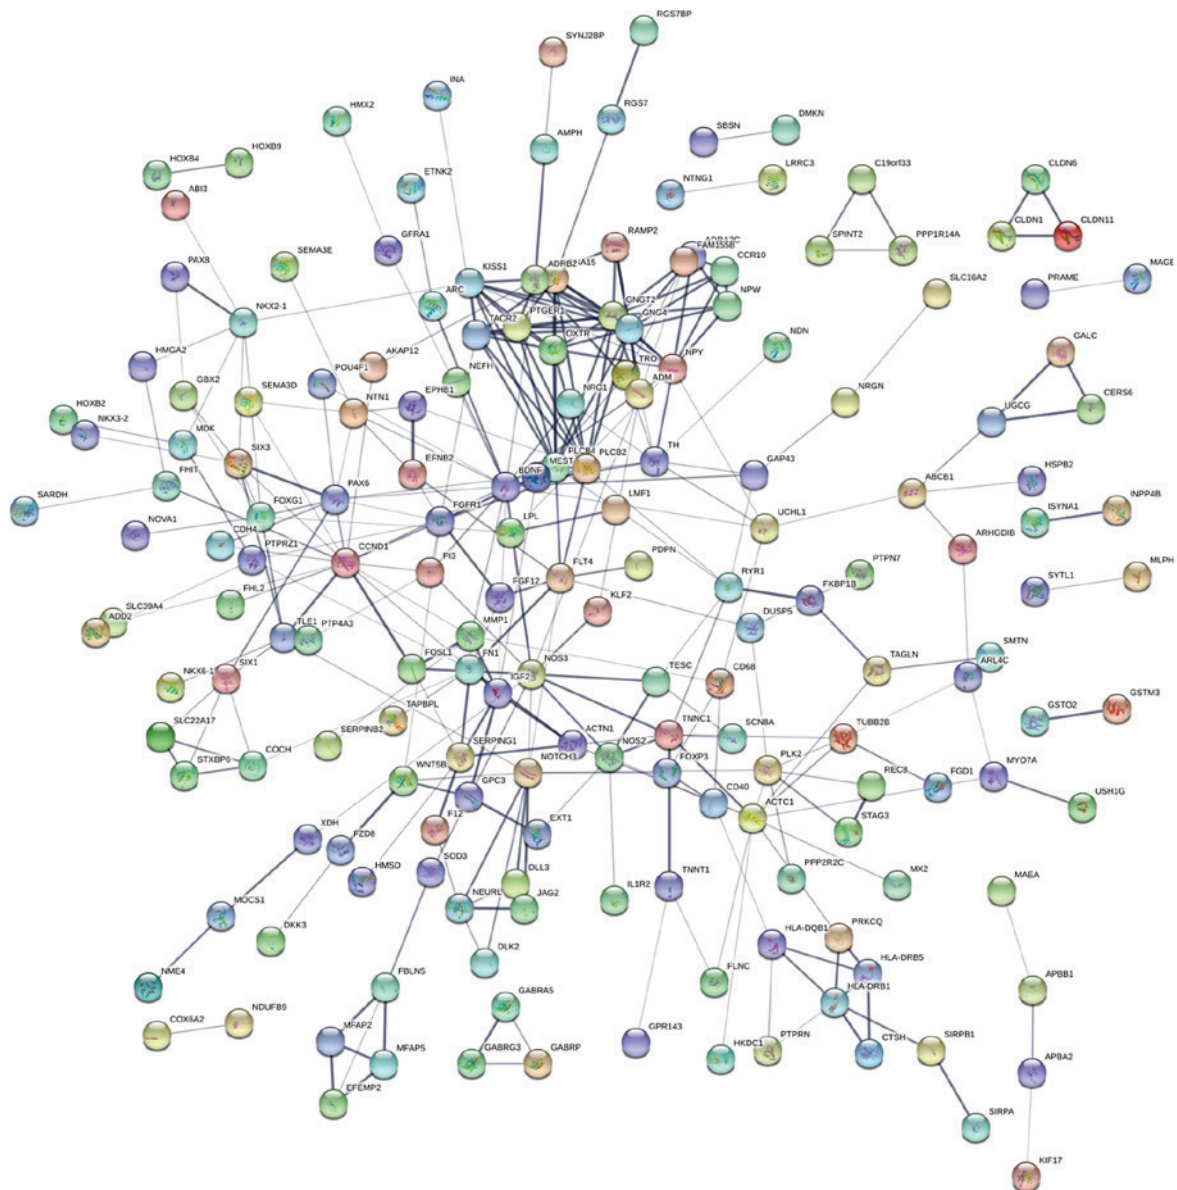 RGS7BP
SYNJ2BP
INA
HMX2
RGS7
DMKN
SBSN
AMPH
HOXB9
HOXB4
C19orf33
LRRC3
CLDN6
ETNK2
NTNG1
ABI3
CLDN1
CLDN11
SPINT2
PPP1R14A
GFRA1
RAMP2
FAM155B
SEMA3E
PAX8
CCR10
KISS1
ADRB2
SLC16A2
PRAME
ARC
NPW
NKX2-1
PTGER1
GNGT2
GNG4
TACR2
OXTR
NDN
GALC
HMGA2
AKAP12
TRO
NPY
POU4F1
NEFH
GBX2
ADM
NRGN
SEMA3D
EPHB1
NRG1
CERS6
NTN1
UGCG
HOXB2
NKX3-2
MDK
SIX3
EFNB2
MEST
PLCB4
PLCB2
TH
GAP43
FHIT
BDNF
HSPB2
PAX6
ABCB1
SARDH
FOXG1
FGFR1
LMF1
ISYNA1
INPP4B
NOVA1
CDH4
LPL
UCHL1
PTPRZ1
CCND1
ARHGDIB
PI3
FLT4
PDPN
PTPN7
SYTL1
MLPH
FHL2
FGF12
RYR1
FKBP1B
SLC39A4
ADD2
KLF2
TLE1
PTP4A3
MMP1
DUSP5
SMTN
NKX6-1
SIX1
FOSL1
FN1
NOS3
TAGLN
TESC
CD68
ARL4C
IGF2
GSTM3
SLC22A17
TAPBPL
GSTO2
SERPINB2
SERPING1
ACTN1
TNNC1
SCN8A
TUBB2B
STXBP6
COCH
NOS2
NOTCH3
FOXP3
PLK2
WNT5B
GPC3
REC8
FGD1
MYO7A
CD40
ACTC1
USH1G
XDH
F12
EXT1
STAG3
FZD8
HMSD
SOD3
DLL3
TNNT1
PPP2R2C
MX2
MAEA
MOCS1
NEURL
JAG2
IL1R2
DKK3
PRKCQ
HLA-DQB1
DLK2
FLNC
HLA-DRB5
NME4
FBLN5
APBB1
HLA-DRB1
GABRA5
NDUFB9
COX6A2
MFAP2
GPR143
SIRPB1
MFAP5
GABRG3
GABRP
HKDC1
PTPRN
CTSH
APBA2
EFEMP2
SIRPA
KIF17